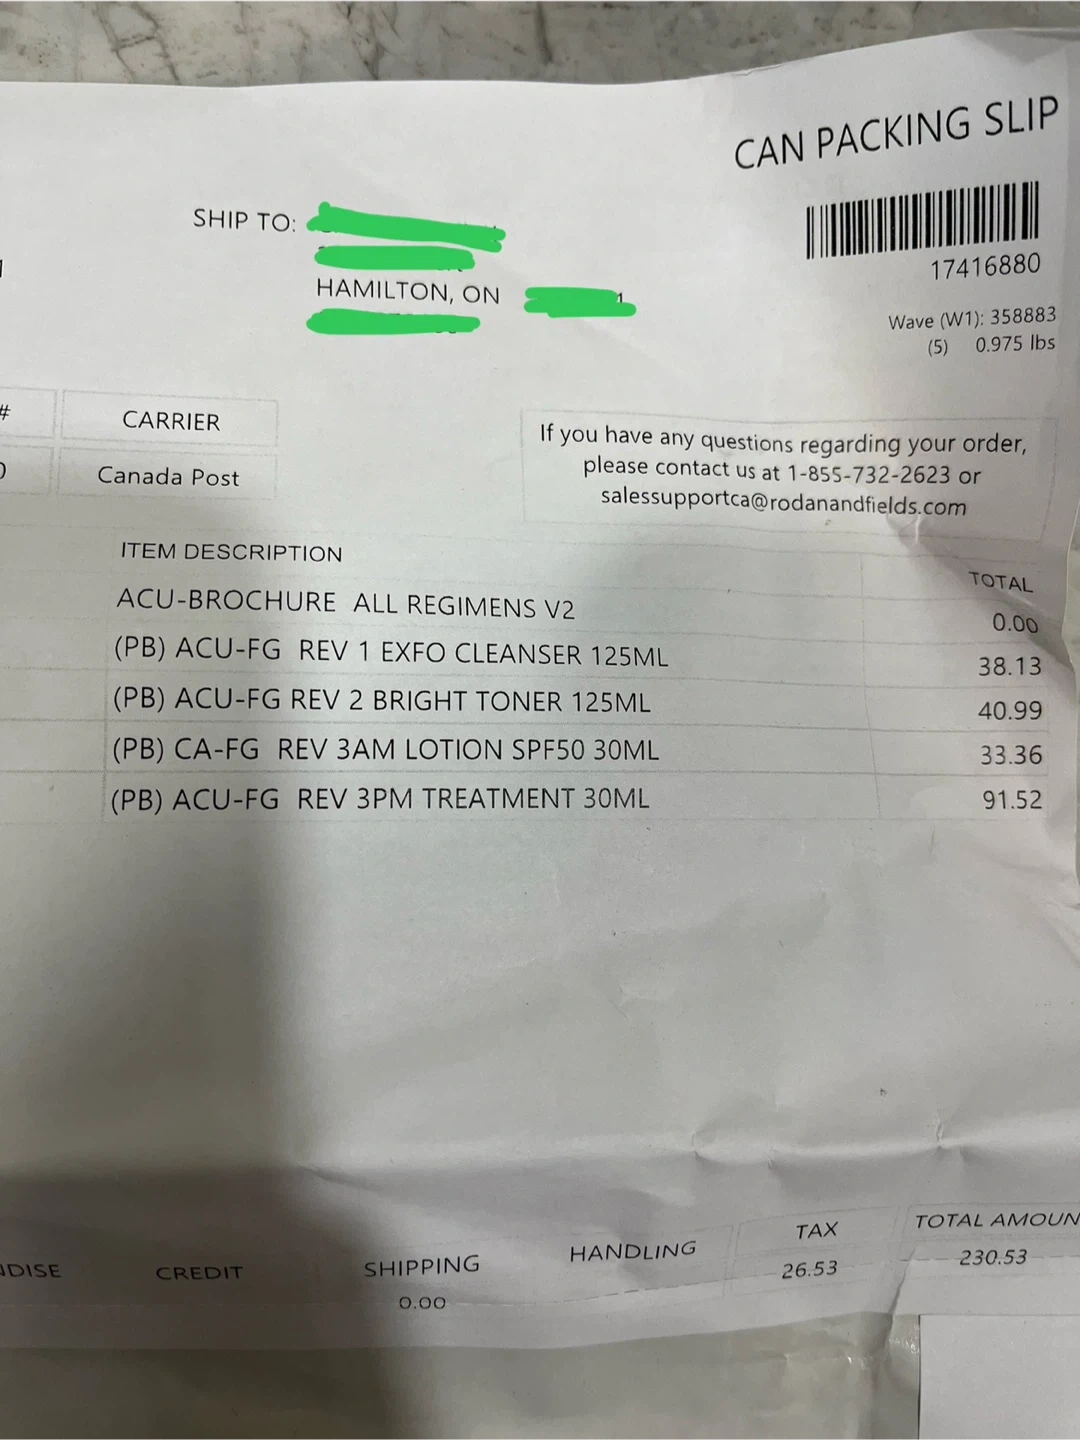 CAN PACKING SLIP
SHIP TO:
HAMILTON, ON
17416880
Wave (W1): 358883
(5) 0.975 lbs
#
CARRIER
Canada Post
If you have any questions regarding your order,
please contact us at 1-855-732-2623 or
salessupportca@rodanandfields.com
ITEM DESCRIPTION TOTAL
ACU-BROCHURE ALL REGIMENS V2 0.00
(PB) ACU-FG REV 1 EXFO CLEANSER 125ML 38.13
(PB) ACU-FG REV 2 BRIGHT TONER 125ML 40.99
(PB) CA-FG REV 3AM LOTION SPF50 30ML 33.36
(PB) ACU-FG REV 3PM TREATMENT 30ML 91.52
NDISE CREDIT SHIPPING HANDLING TAX TOTAL AMOUN
0.00 26.53 230.53